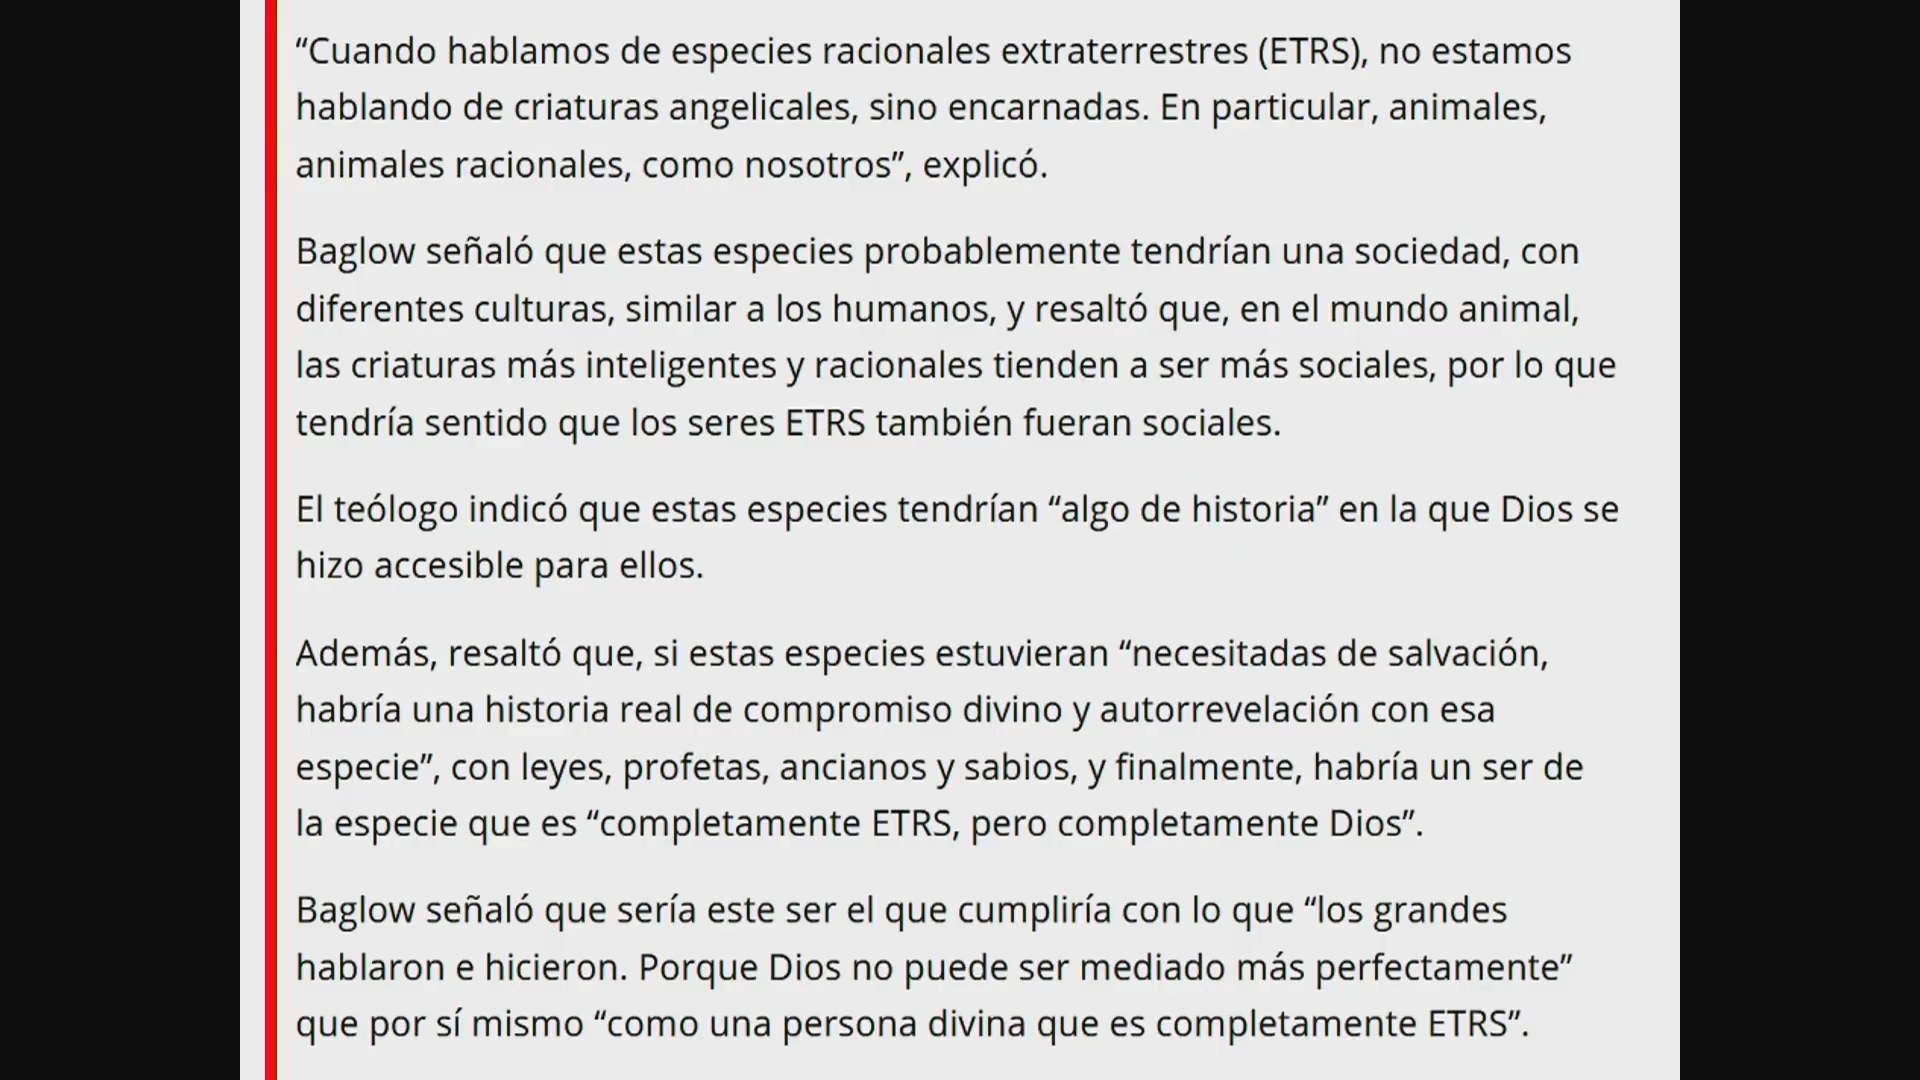 “Cuando hablamos de especies racionales extraterrestres (ETRS), no estamos
hablando de criaturas angelicales, sino encarnadas. En particular, animales,
animales racionales, como nosotros”, explicó.
Baglow señaló que estas especies probablemente tendrían una sociedad, con
diferentes culturas, similar a los humanos, y resaltó que, en el mundo animal,
las criaturas más inteligentes y racionales tienden a ser más sociales, por lo que
tendría sentido que los seres ETRS también fueran sociales.
El teólogo indicó que estas especies tendrían “algo de historia” en la que Dios se
hizo accesible para ellos.
Además, resaltó que, si estas especies estuvieran “necesitadas de salvación,
habría una historia real de compromiso divino y autorrevelación con esa
especie”, con leyes, profetas, ancianos y sabios, y finalmente, habría un ser de
la especie que es “completamente ETRS, pero completamente Dios”.
Baglow señaló que sería este ser el que cumpliría con lo que “los grandes
hablaron e hicieron. Porque Dios no puede ser mediado más perfectamente”
que por sí mismo “como una persona divina que es completamente ETRS”.